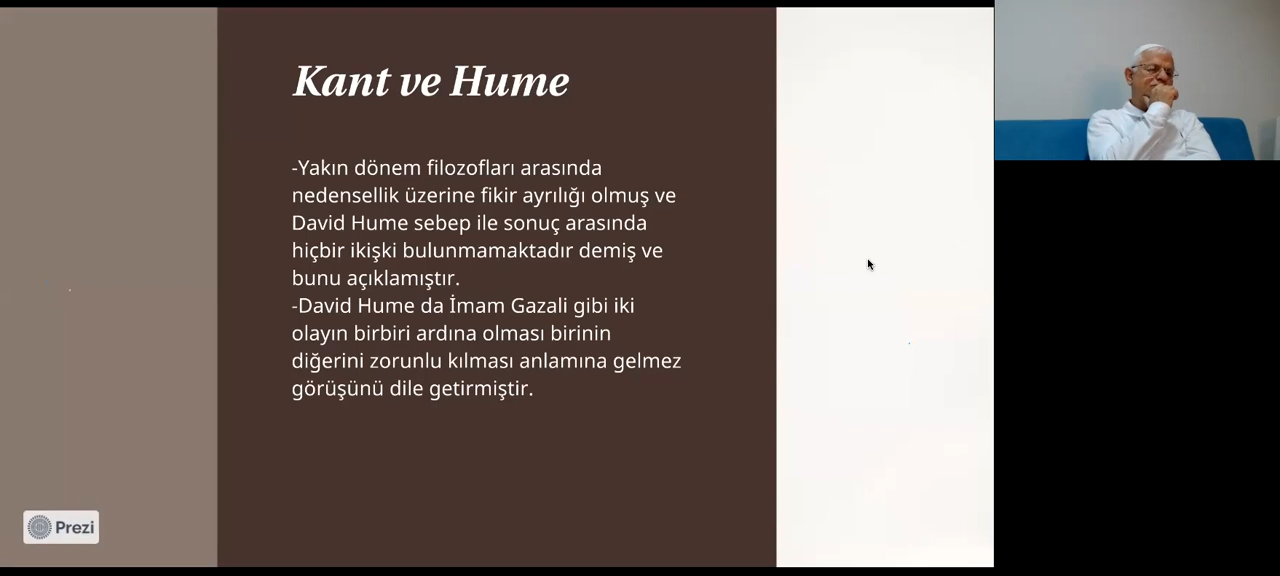 Kant ve Hume
-Yakın dönem filozofları arasında
nedensellik üzerine fikir ayrılığı olmuş ve
David Hume sebep ile sonuç arasında
hiçbir ikişki bulunmamaktadır demiş ve
bunu açıklamıştır.
-David Hume da İmam Gazali gibi iki
olayın birbiri ardına olması birinin
diğerini zorunlu kılması anlamına gelmez
görüşünü dile getirmiştir.
Prezi